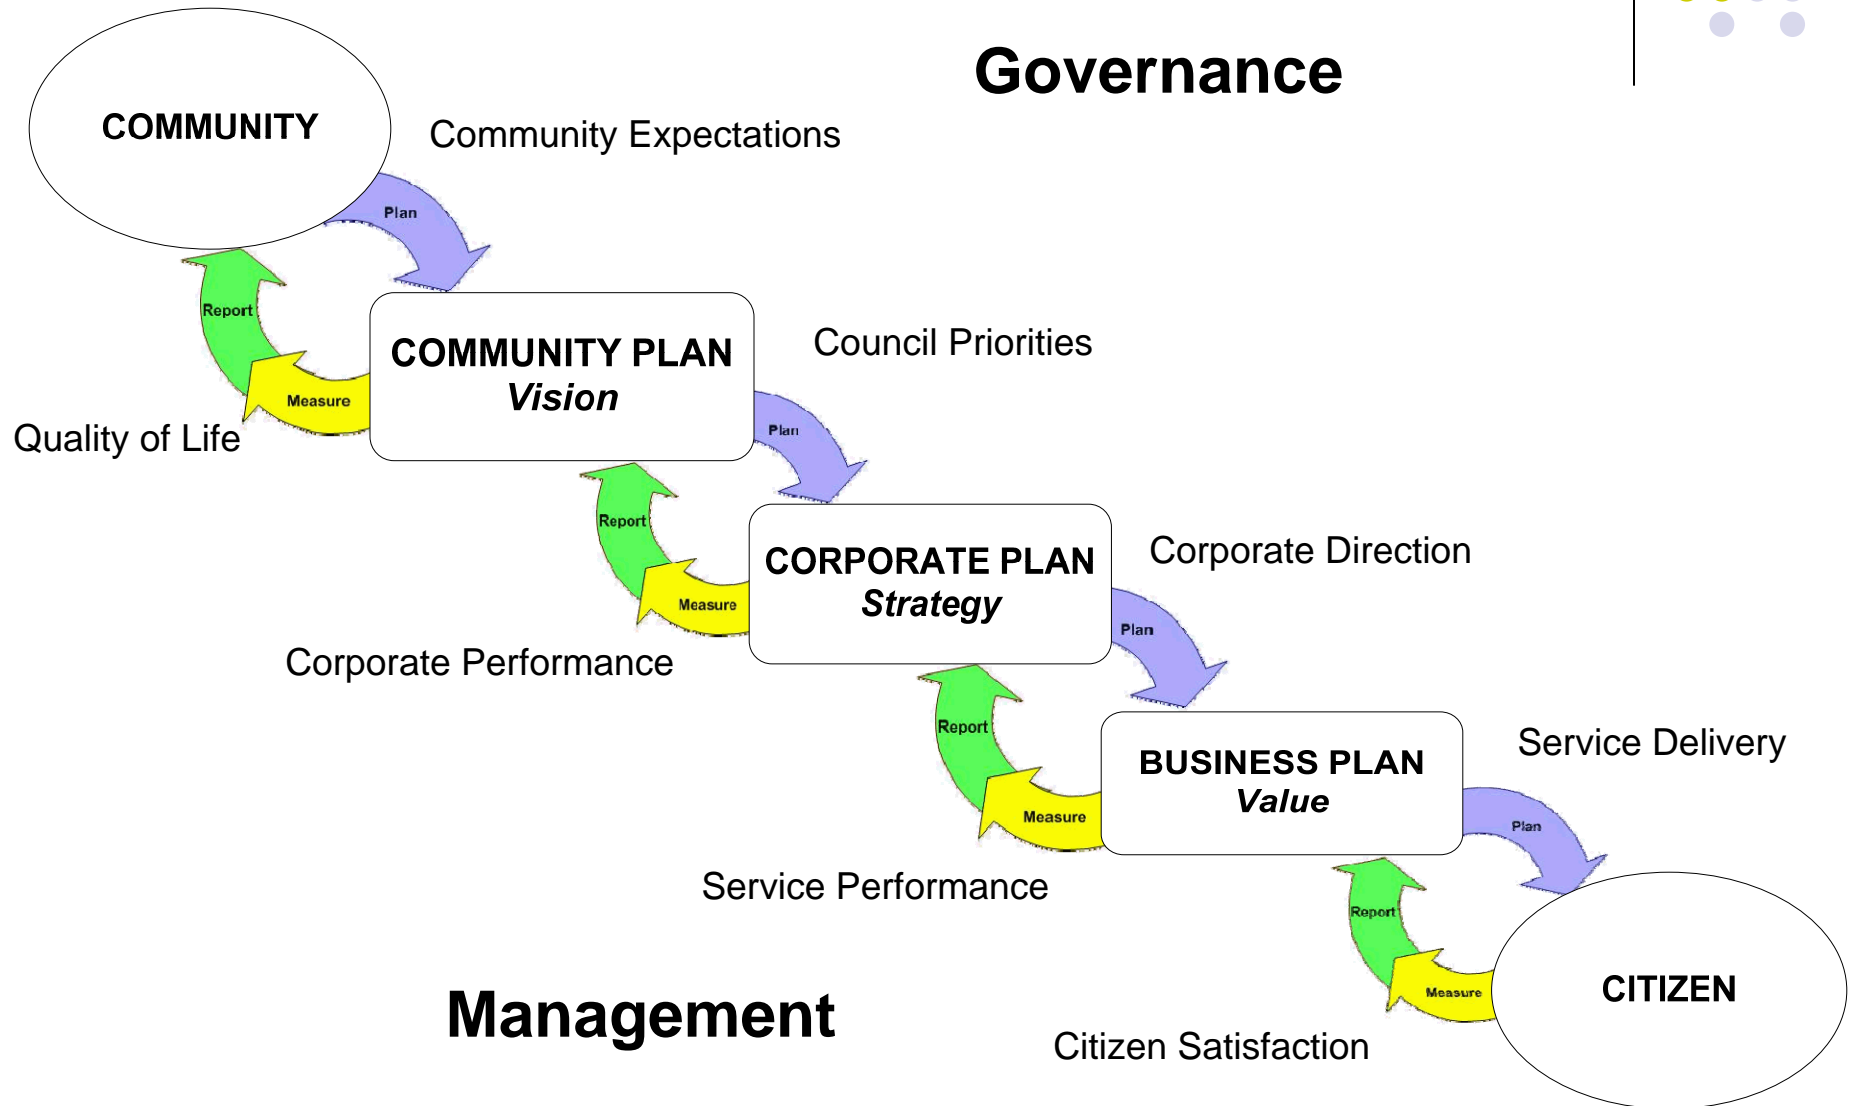 Governance
COMMUNITY
Community Expectations
Plan
Report
COMMUNITY PLAN
Vision
Council Priorities
Measure
Quality of Life
Plan
Report
CORPORATE PLAN
Strategy
Corporate Direction
Measure
Corporate Performance
Plan
Report
BUSINESS PLAN
Value
Service Delivery
Measure
Service Performance
Plan
Report
CITIZEN
Measure
Management
Citizen Satisfaction